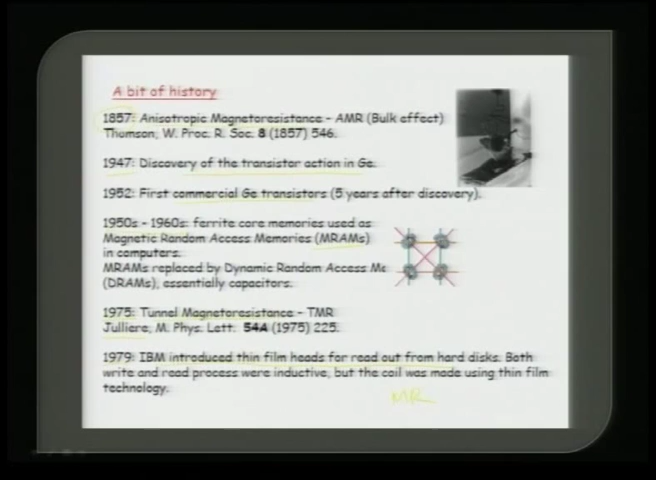 A bit of history
1857: Anisotropic Magnetoresistance - AMR (Bulk effect)
Thomson, W. Proc. R. Soc. 8 (1857) 546.
1947: Discovery of the transistor action in Ge.
1952: First commercial Ge transistors (5 years after discovery).
1950s - 1960s: ferrite core memories used as
Magnetic Random Access Memories (MRAMs)
in computers.
MRAMs replaced by Dynamic Random Access Me
(DRAMs), essentially capacitors.
1975: Tunnel Magetoresistance - TMR
Julliere, M. Phys. Lett. 54A (1975) 225.
1979: IBM introduced thin film heads for read out from hard disks. Both
write and read process were inductive, but the coil was made using thin film
technology.
MR